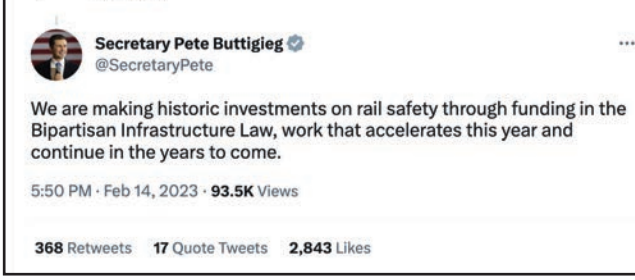 Secretary Pete Buttigieg
@SecretaryPete
We are making historic investments on rail safety through funding in the
Bipartisan Infrastructure Law, work that accelerates this year and
continue in the years to come.
5:50 PM · Feb 14, 2023 · 93.5K Views
368 Retweets 17 Quote Tweets 2,843 Likes